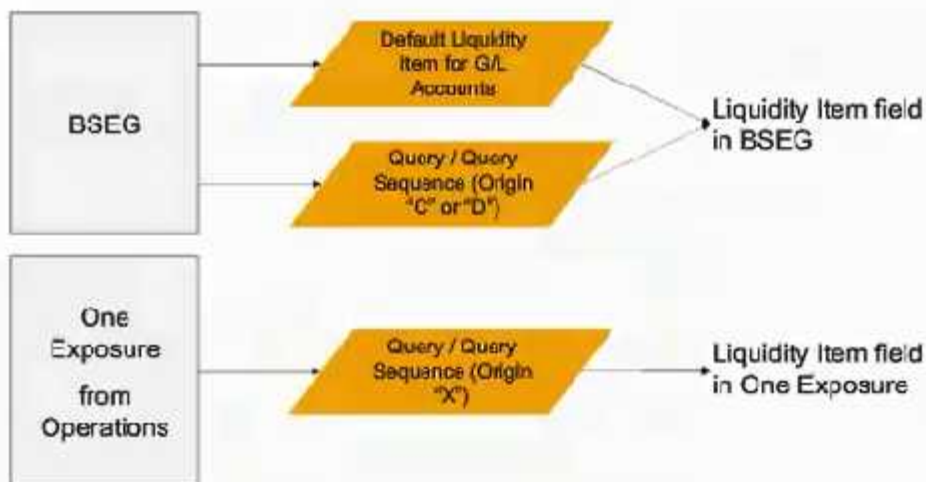 BSEG
Default Liquidity
Item for G/L
Accounts
Query / Query
Sequence (Origin
"C" or "D")
Liquidity Item field
in BSEG
One
Exposure
from
Operations
Query / Query
Sequence (Origin
"X")
Liquidity Item field
in One Exposure